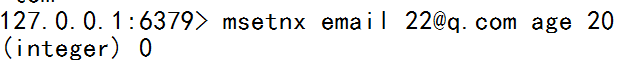 127.0.0.1:6379> msetnx email 22@q.com age 20
(integer) 0